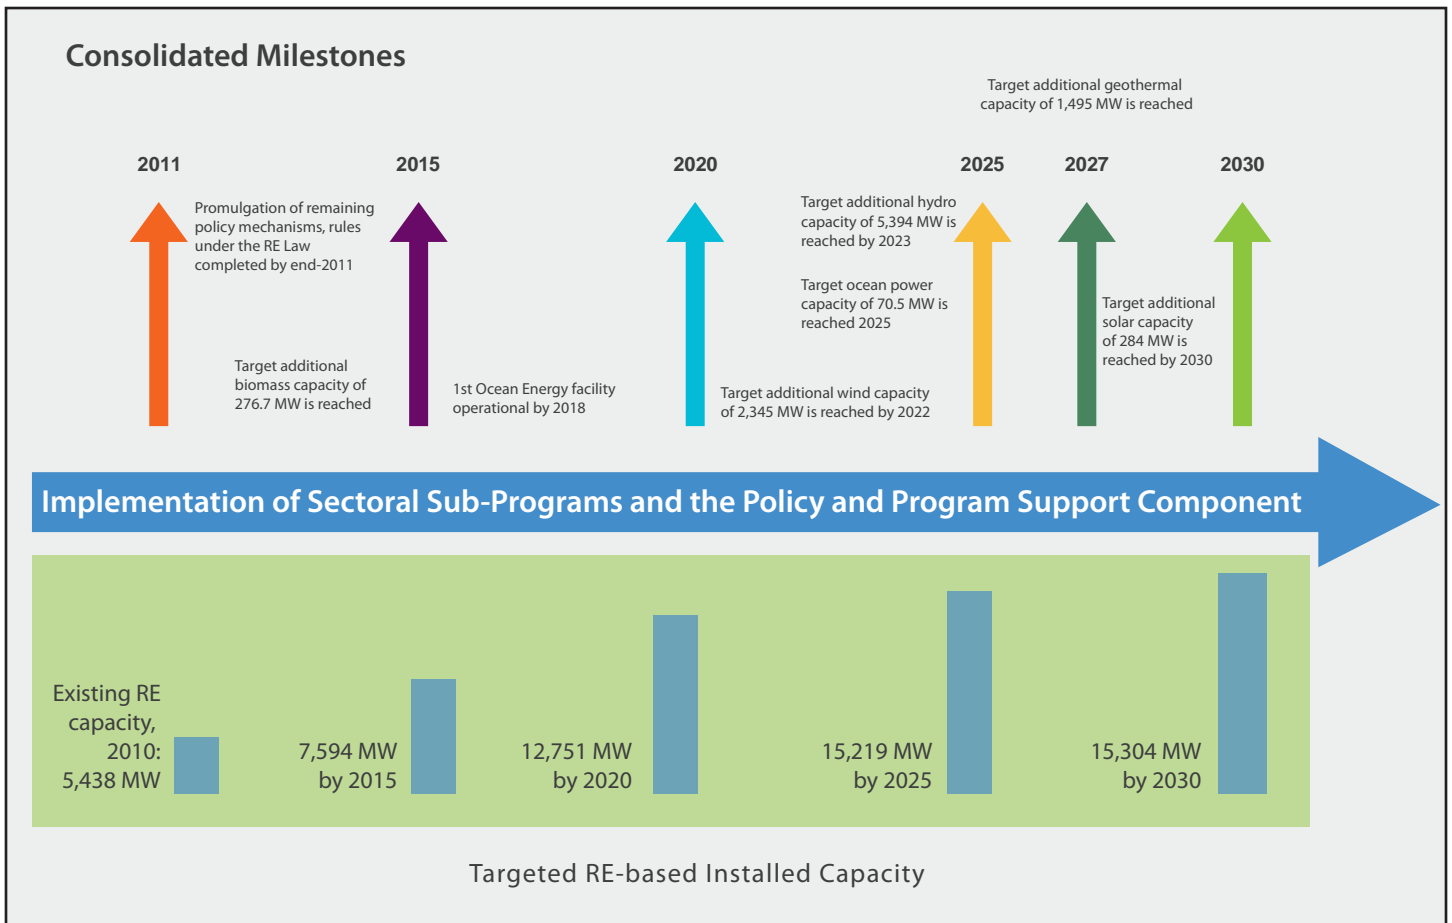 Consolidated Milestones
Target additional geothermal
capacity of 1,495 MW is reached
2011
2015
2020
2025
2027
2030
Promulgation of remaining
policy mechanisms, rules
under the RE Law
completed by end-2011
Target additional
biomass capacity of
276.7 MW is reached
1st Ocean Energy facility
operational by 2018
Target additional wind capacity
of 2,345 MW is reached by 2022
Target additional hydro
capacity of 5,394 MW is
reached by 2023
Target ocean power
capacity of 70.5 MW is
reached 2025
Target additional
solar capacity
of 284 MW is
reached by 2030
Implementation of Sectoral Sub-Programs and the Policy and Program Support Component
Existing RE
capacity,
2010:
5,438 MW
7,594 MW
by 2015
12,751 MW
by 2020
15,219 MW
by 2025
15,304 MW
by 2030
Targeted RE-based Installed Capacity